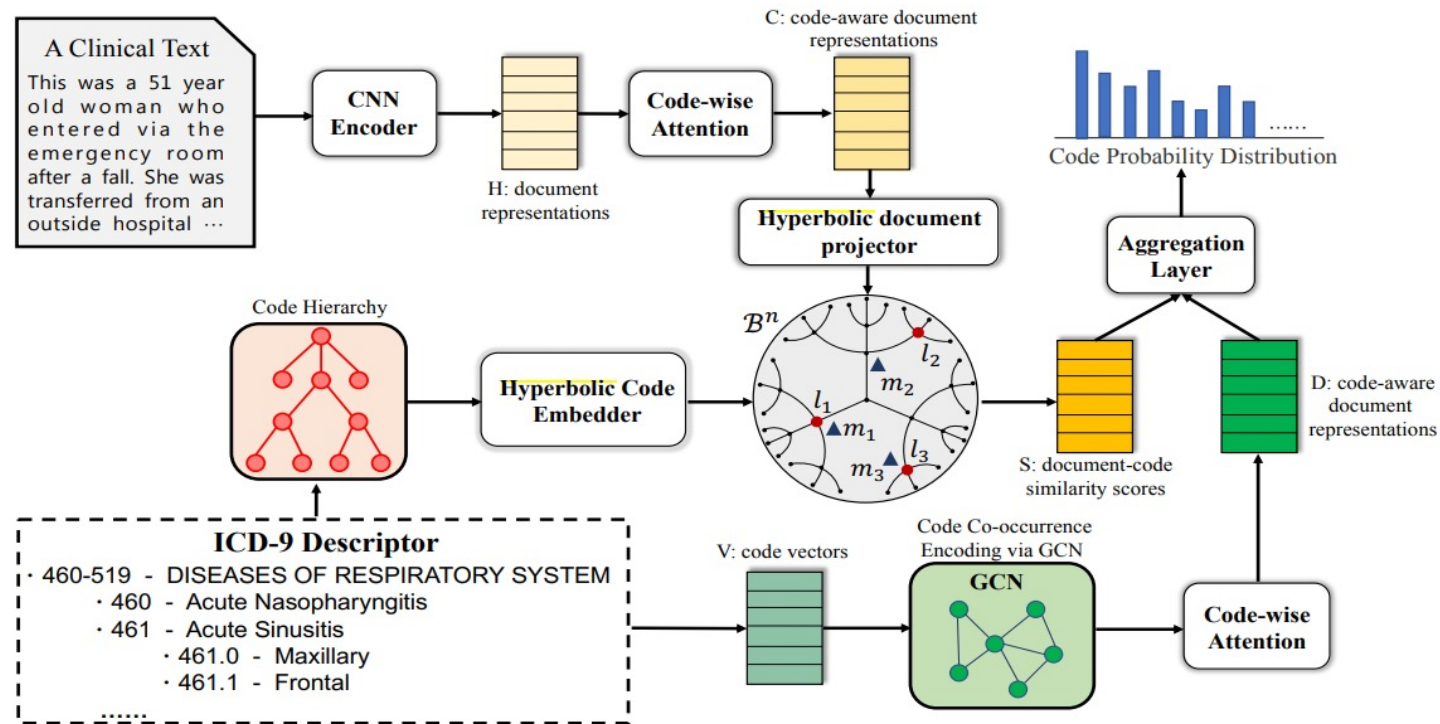 A Clinical Text
This was a 51 year
old woman who
entered via the
emergency room
after a fall. She was
transferred from an
outside hospital ...
CNN
Encoder
H: document
representations
Code-wise
Attention
C: code-aware document
representations
Hyperbolic document
projector
Code Probability Distribution
......
Aggregation
Layer
Code Hierarchy
Hyperbolic Code
Embedder
ℬⁿ
l₁
l₂
l₃
m₁
m₂
m₃
S: document-code
similarity scores
D: code-aware
document
representations
ICD-9 Descriptor
· 460-519 - DISEASES OF RESPIRATORY SYSTEM
· 460 - Acute Nasopharyngitis
· 461 - Acute Sinusitis
· 461.0 - Maxillary
· 461.1 - Frontal
......
V: code vectors
Code Co-occurrence
Encoding via GCN
GCN
Code-wise
Attention